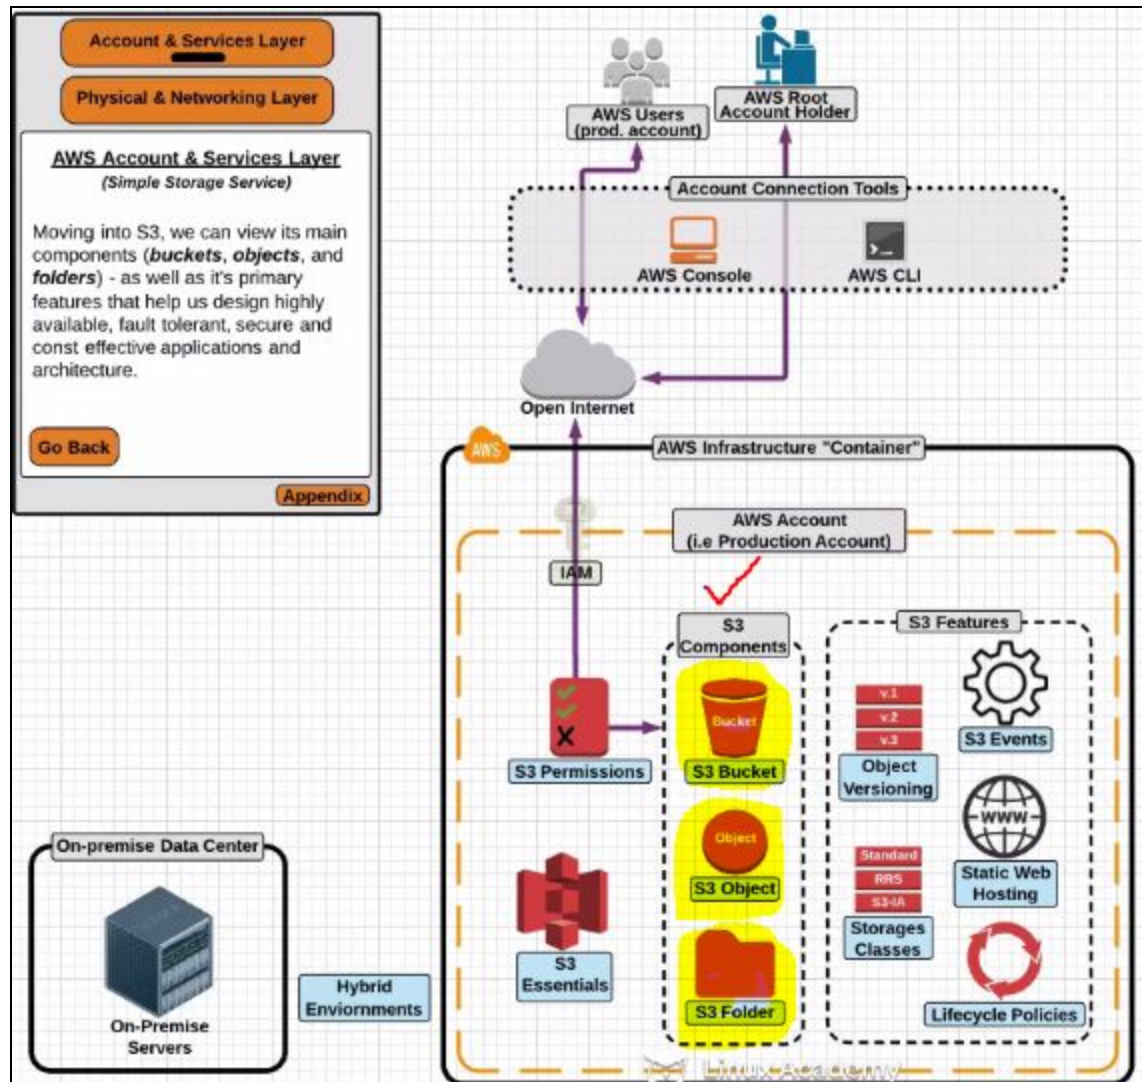 Account & Services Layer
Physical & Networking Layer
AWS Account & Services Layer
(Simple Storage Service)
Moving into S3, we can view its main
components (buckets, objects, and
folders) - as well as it's primary
features that help us design highly
available, fault tolerant, secure and
const effective applications and
architecture.
Go Back
Appendix
AWS Users
(prod. account)
AWS Root
Account Holder
Account Connection Tools
AWS Console
AWS CLI
Open Internet
AWS
AWS Infrastructure "Container"
AWS Account
(i.e Production Account)
IAM
S3 Permissions
S3
Components
Bucket
S3 Bucket
Object
S3 Object
S3 Folder
S3
Essentials
S3 Features
v.1
v.2
v.3
Object
Versioning
S3 Events
WWW
Static Web
Hosting
Standard
RRS
S3-IA
Storages
Classes
Lifecycle Policies
On-premise Data Center
On-Premise
Servers
Hybrid
Enviornments
Linux Academy